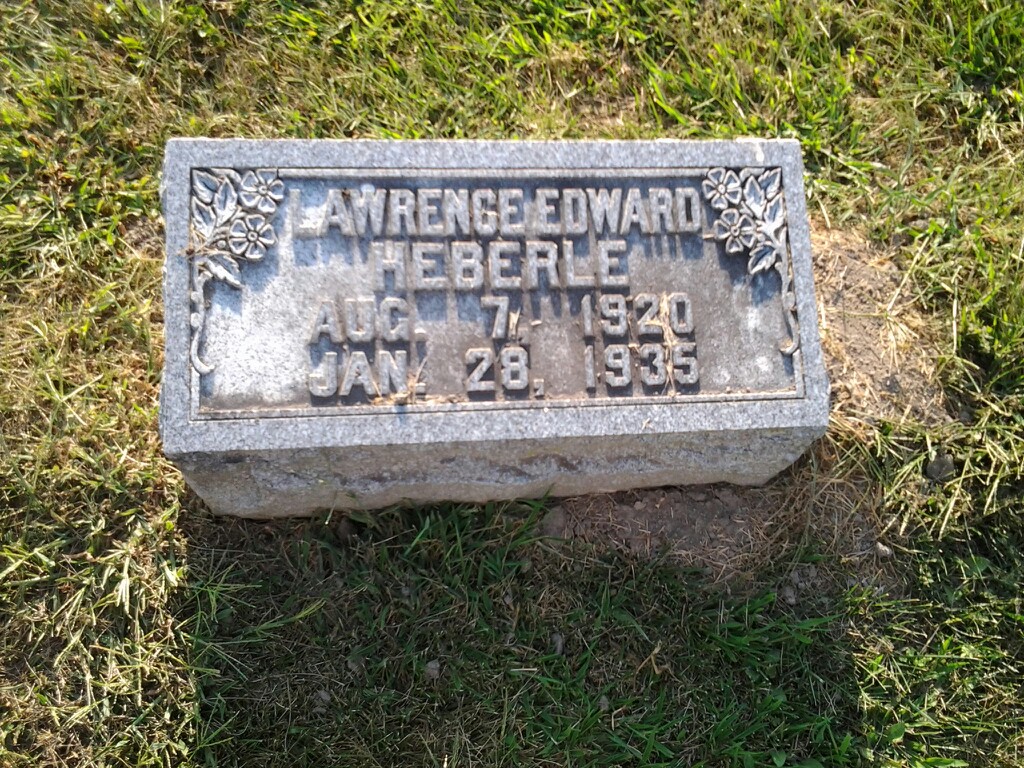 LAWRENCE EDWARD
HEBERLE
AUG. 7, 1920
JAN. 28, 1935